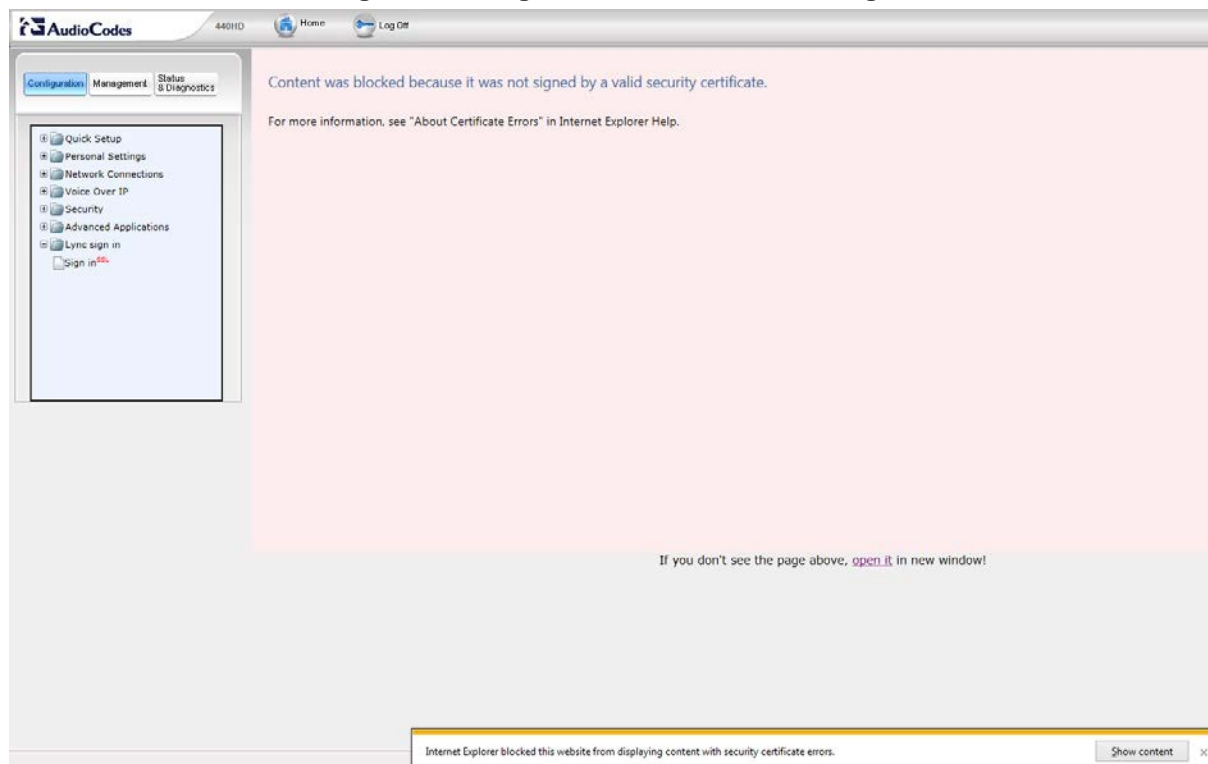 AudioCodes
440HD
Home
Log Off
Configuration
Management
Status
& Diagnostics
Content was blocked because it was not signed by a valid security certificate.
For more information, see "About Certificate Errors" in Internet Explorer Help.
Quick Setup
Personal Settings
Network Connections
Voice Over IP
Security
Advanced Applications
Lync sign in
Sign in
If you don't see the page above, open it in new window!
Internet Explorer blocked this website from displaying content with security certificate errors.
Show content